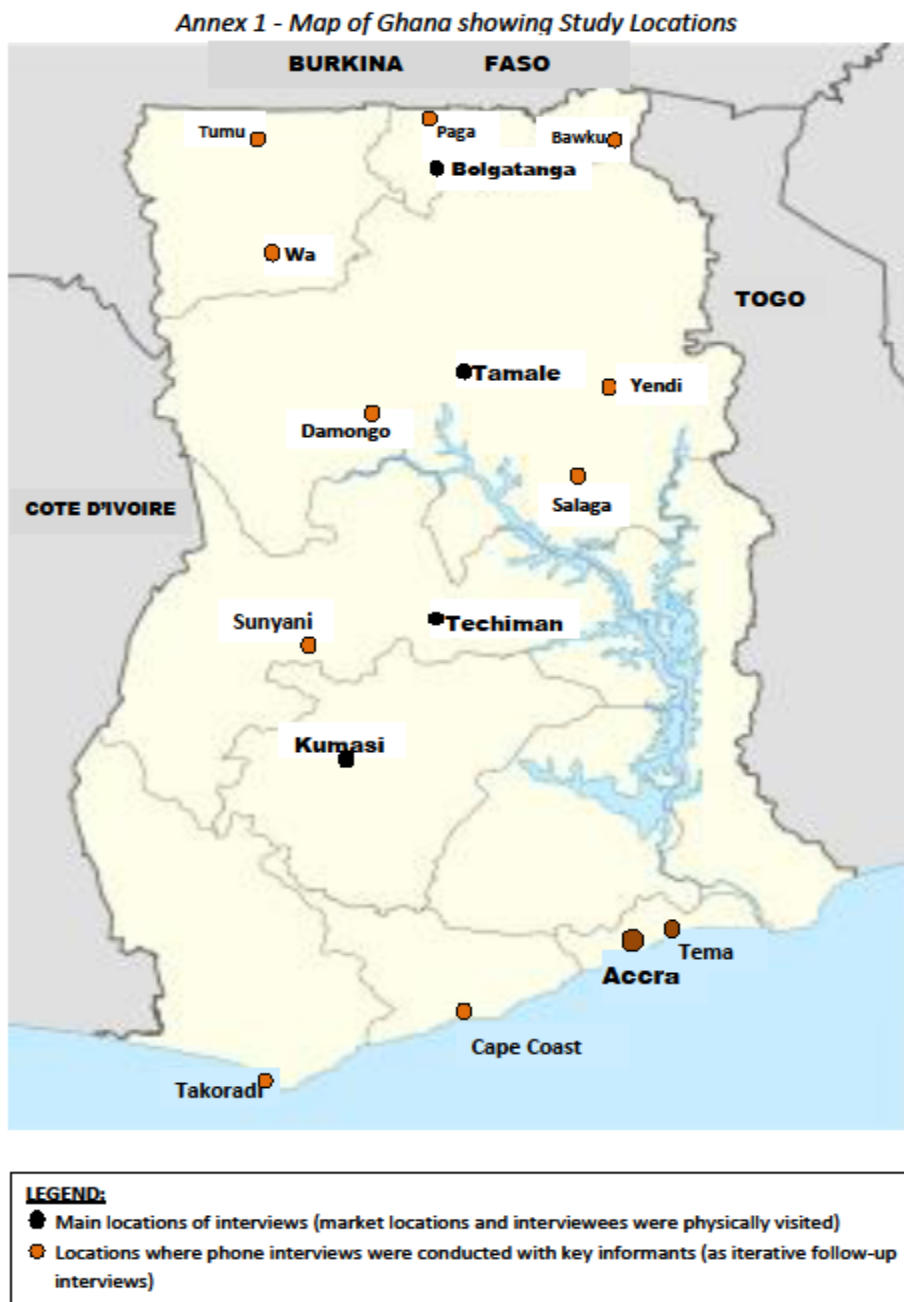 Annex 1 - Map of Ghana showing Study Locations
BURKINA FASO
Tumu
Paga
Bawku
Bolgatanga
Wa
TOGO
Tamale
Yendi
Damongo
COTE D'IVOIRE
Salaga
Sunyani
Techiman
Kumasi
Tema
Accra
Cape Coast
Takoradi
LEGEND:
Main locations of interviews (market locations and interviewees were physically visited)
Locations where phone interviews were conducted with key informants (as iterative follow-up
interviews)